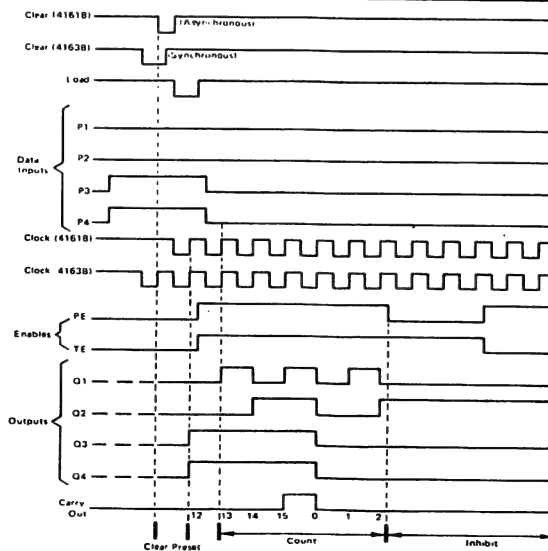 Clear (4161B)
(Asynchronous)
Clear (4163B)
(Synchronous)
Load
P1
P2
Data
Inputs
P3
P4
Clock (4161B)
Clock 4163B)
PE
Enables
TE
Q1
Q2
Outputs
Q3
Q4
Carry
Out
12 13 14 15 0 1 2
Clear Preset
Count
Inhibit